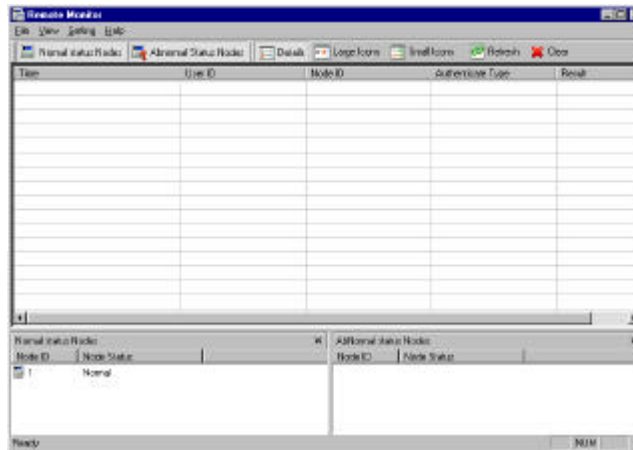 Remote Monitor
File View Setting Help
Normal status Nodes Abnormal Status Nodes Details Large Icons Small Icons Refresh Clear
Time User ID Node ID Authenticate Type Result
Normal status Nodes AbNormal status Nodes
Node ID Node Status Node ID Node Status
1 Normal
Ready NUM